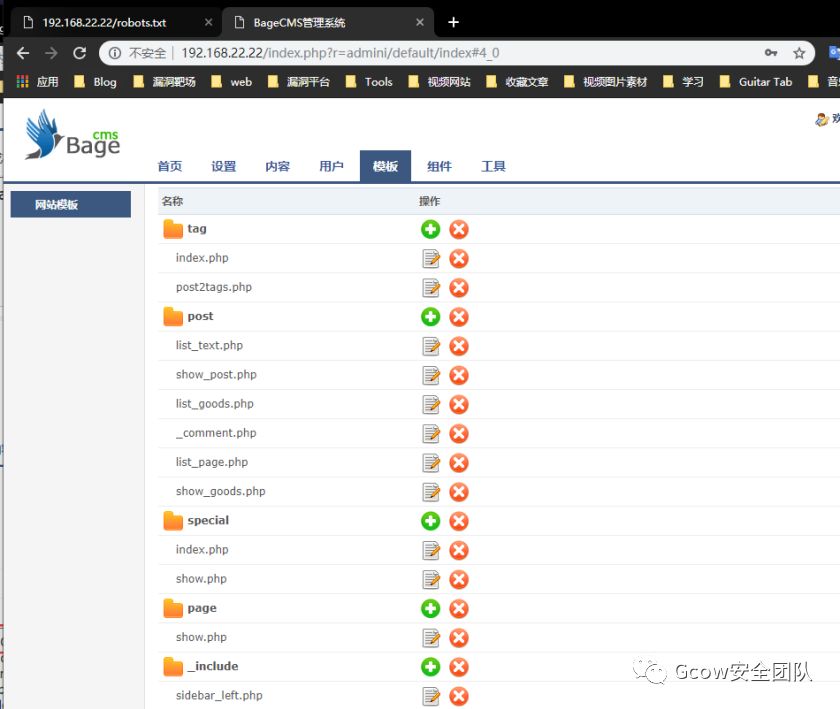 192.168.22.22/robots.txt
BageCMS管理系统
不安全 | 192.168.22.22/index.php?r=admini/default/index#4_0
应用 Blog 漏洞靶场 web 漏洞平台 Tools 视频网站 收藏文章 视频图片素材 学习 Guitar Tab
Bage cms
首页 设置 内容 用户 模板 组件 工具
网站模板
名称 操作
tag
index.php
post2tags.php
post
list_text.php
show_post.php
list_goods.php
_comment.php
list_page.php
show_goods.php
special
index.php
show.php
page
show.php
_include
sidebar_left.php
Gcow安全团队